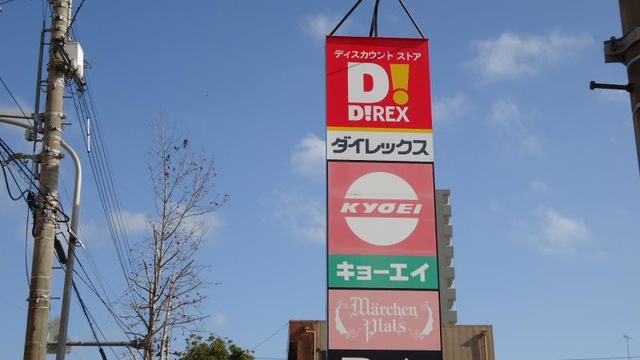 ディスカウント ストア
D!
D!REX
ダイレックス
KYOEI
キョーエイ
Märchen
Plats